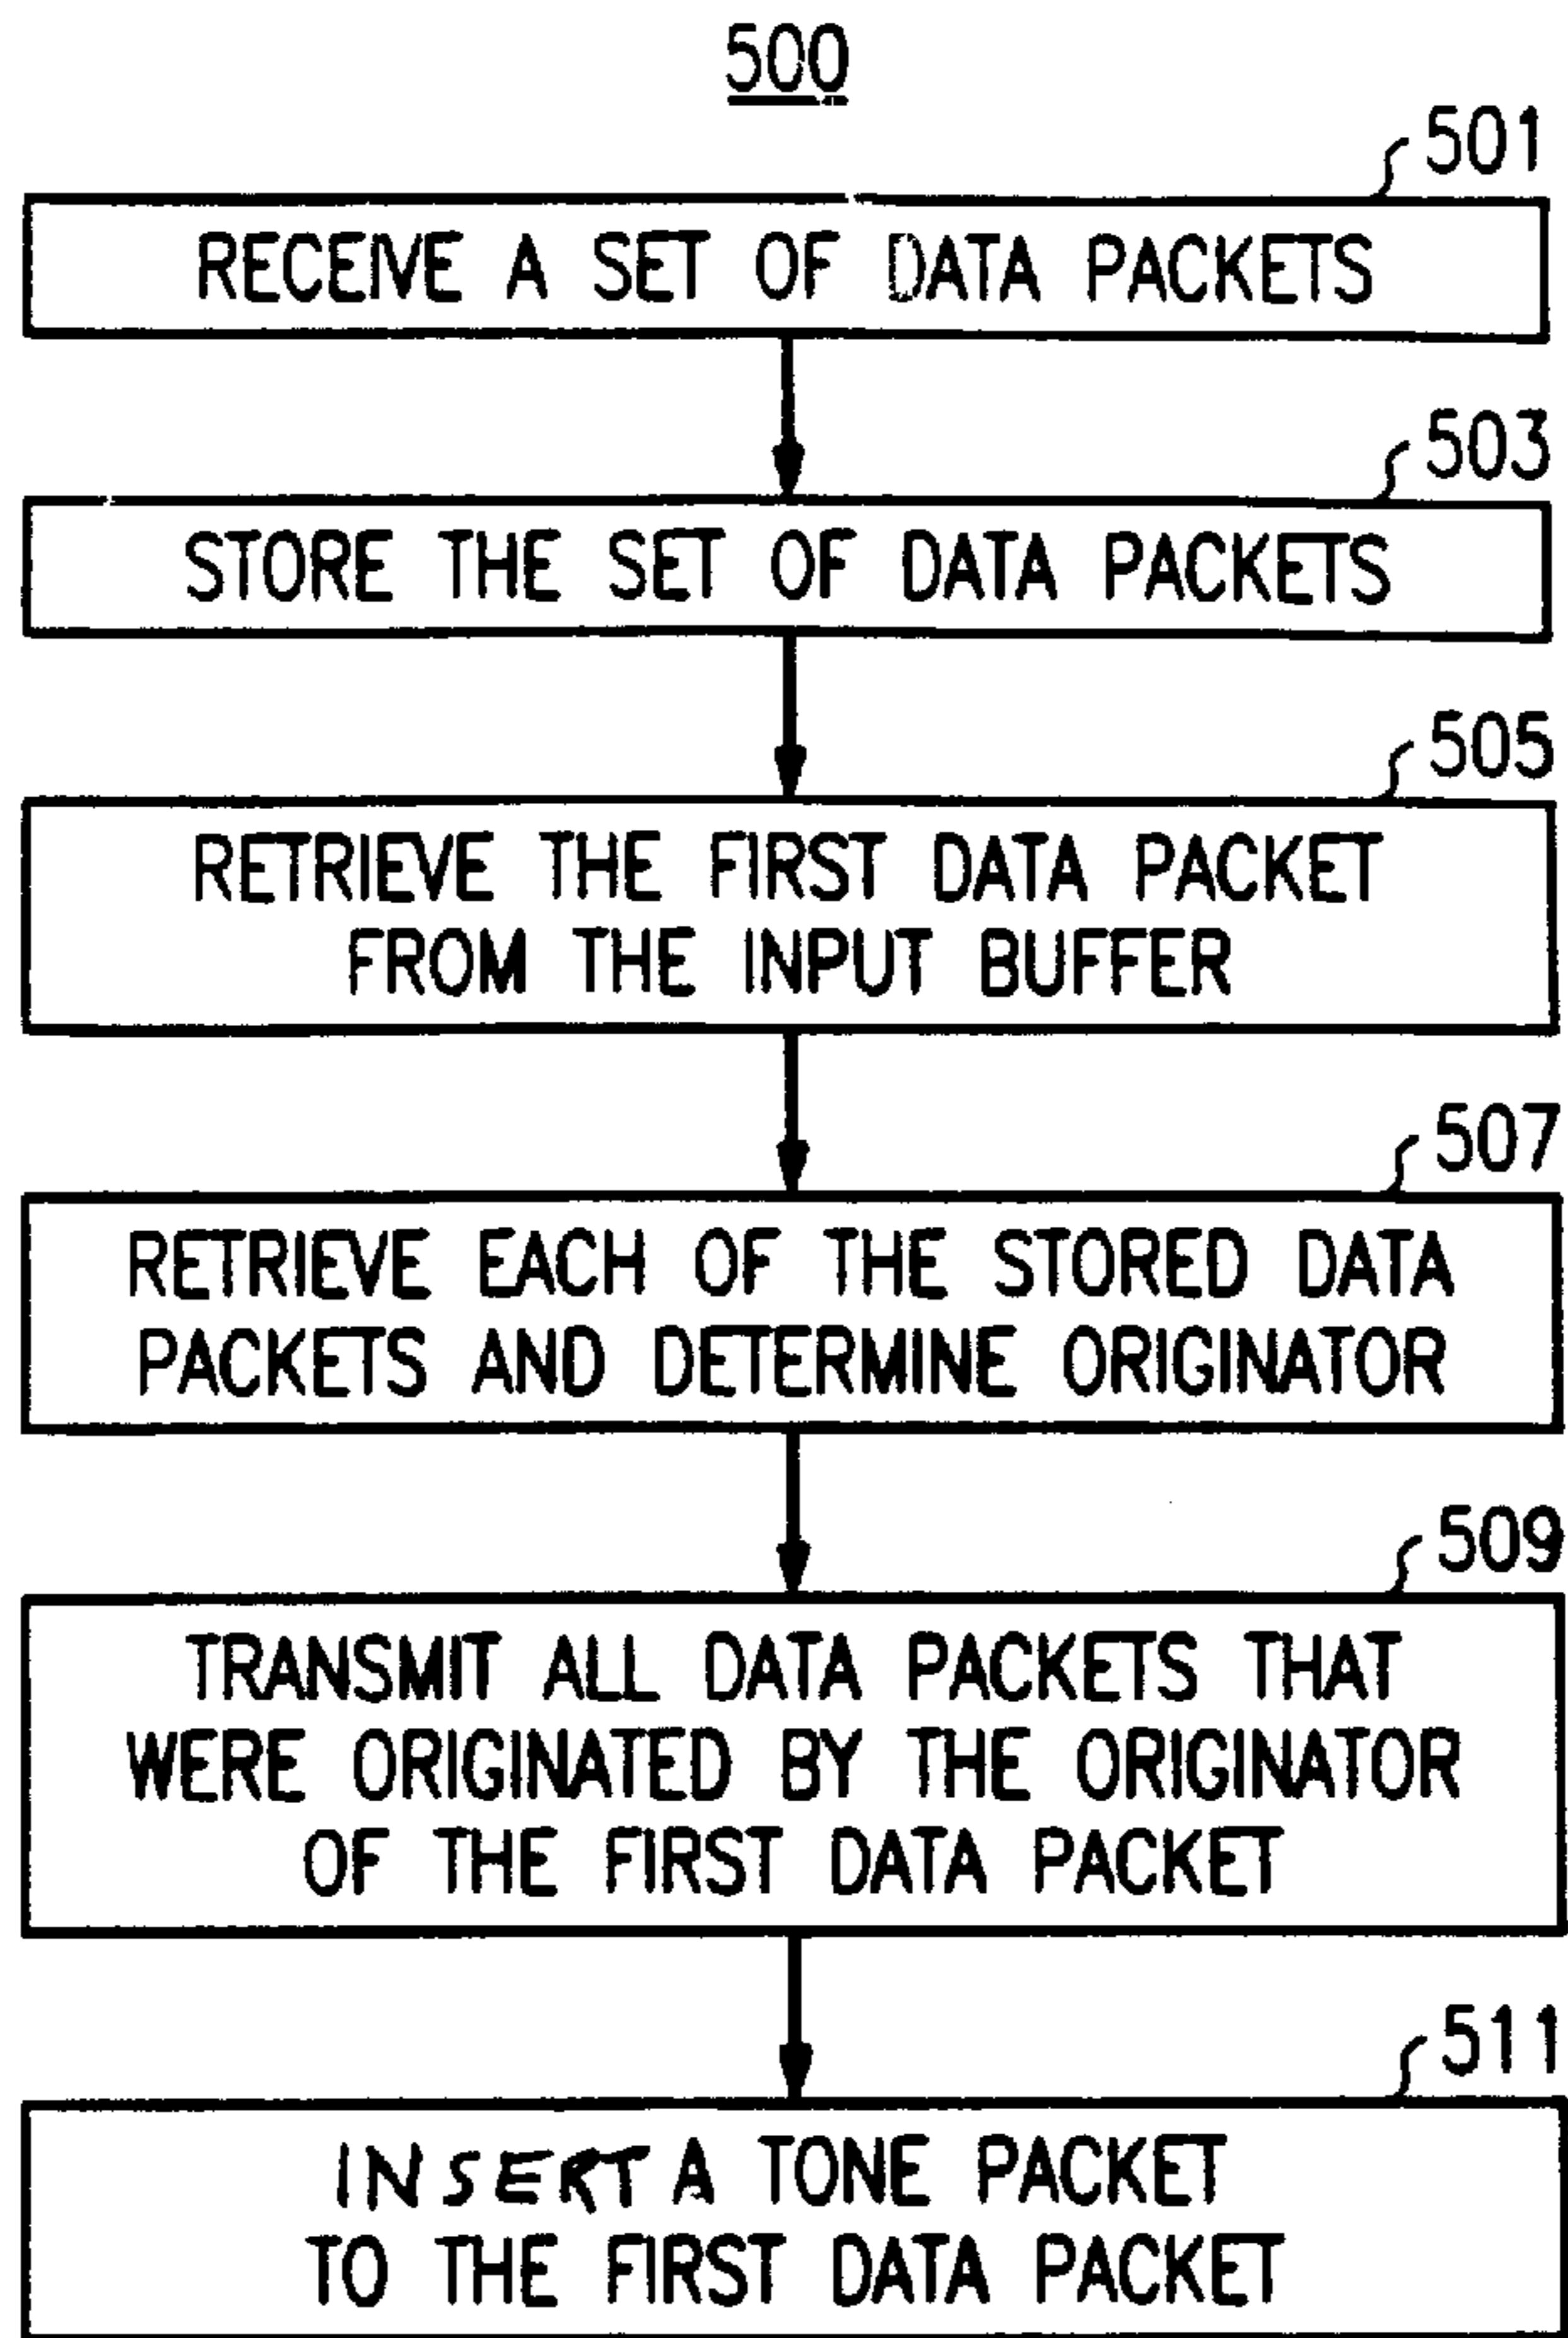 500
501
RECEIVE A SET OF DATA PACKETS
503
STORE THE SET OF DATA PACKETS
505
RETRIEVE THE FIRST DATA PACKET
FROM THE INPUT BUFFER
507
RETRIEVE EACH OF THE STORED DATA
PACKETS AND DETERMINE ORIGINATOR
509
TRANSMIT ALL DATA PACKETS THAT
WERE ORIGINATED BY THE ORIGINATOR
OF THE FIRST DATA PACKET
511
INSERT A TONE PACKET
TO THE FIRST DATA PACKET